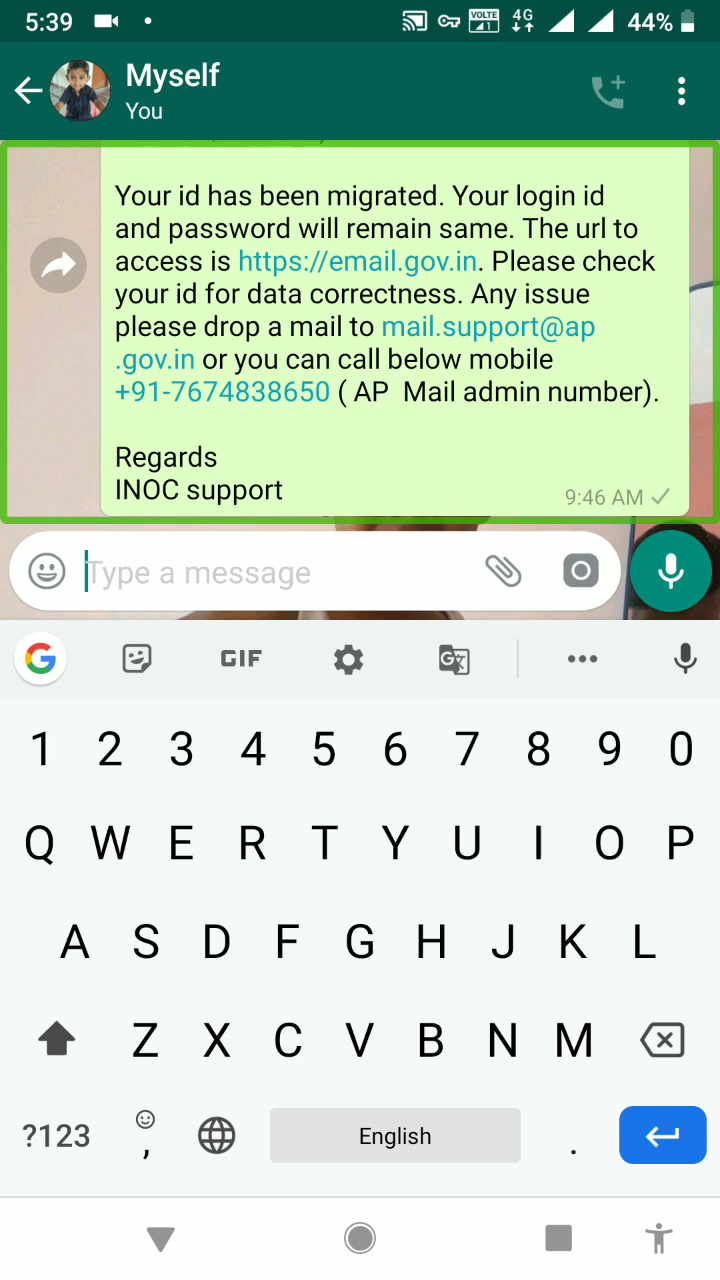 5:39
VOLTE 4G 44%
Myself
You
Your id has been migrated. Your login id
and password will remain same. The url to
access is https://email.gov.in. Please check
your id for data correctness. Any issue
please drop a mail to mail.support@ap
.gov.in or you can call below mobile
+91-7674838650 ( AP  Mail admin number).
Regards
INOC support
9:46 AM
Type a message
G GIF G
1 2 3 4 5 6 7 8 9 0
Q W E R T Y U I O P
A S D F G H J K L
Z X C V B N M
?123 , English .